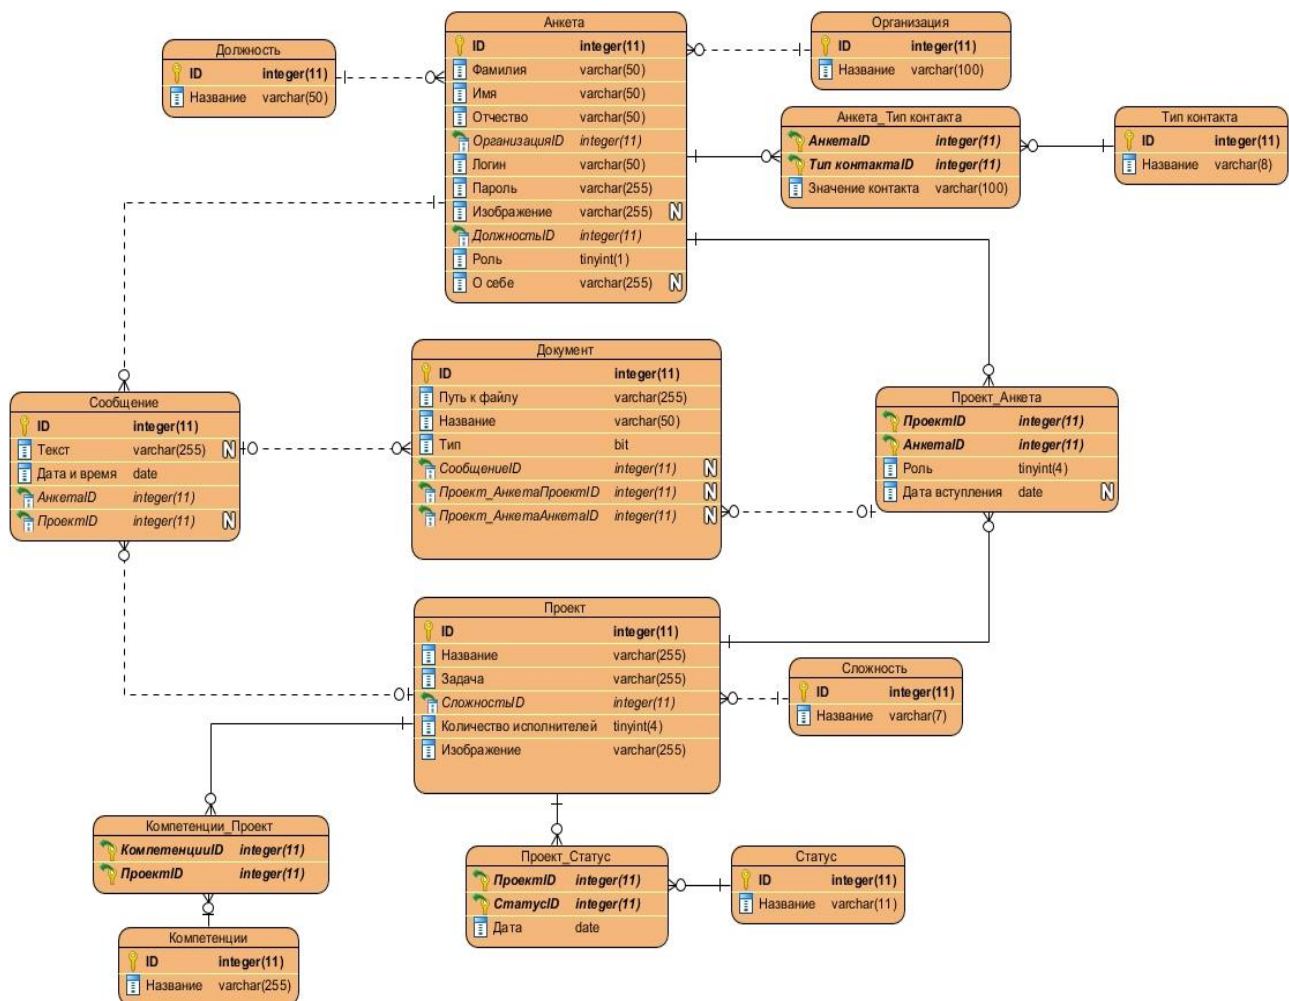 Анкета
ID integer(11)
Фамилия varchar(50)
Имя varchar(50)
Отчество varchar(50)
ОрганизацияID integer(11)
Логин varchar(50)
Пароль varchar(255)
Изображение varchar(255) N
ДолжностьID integer(11)
Роль tinyint(1)
О себе varchar(255) N
Организация
ID integer(11)
Название varchar(100)
Должность
ID integer(11)
Название varchar(50)
Анкета_Тип контакта
АнкетаID integer(11)
Тип контактаID integer(11)
Значение контакта varchar(100)
Тип контакта
ID integer(11)
Название varchar(8)
Документ
ID integer(11)
Путь к файлу varchar(255)
Название varchar(50)
Тип bit
СообщениеID integer(11) N
Проект_АнкетаПроектID integer(11) N
Проект_АнкетаАнкетаID integer(11) N
Сообщение
ID integer(11)
Текст varchar(255) N
Дата и время date
АнкетаID integer(11)
ПроектID integer(11) N
Проект_Анкета
ПроектID integer(11)
АнкетаID integer(11)
Роль tinyint(4)
Дата вступления date N
Проект
ID integer(11)
Название varchar(255)
Задача varchar(255)
СложностьID integer(11)
Количество исполнителей tinyint(4)
Изображение varchar(255)
Сложность
ID integer(11)
Название varchar(7)
Компетенции_Проект
КомпетенцииID integer(11)
ПроектID integer(11)
Проект_Статус
ПроектID integer(11)
СтатусID integer(11)
Дата date
Статус
ID integer(11)
Название varchar(11)
Компетенции
ID integer(11)
Название varchar(255)